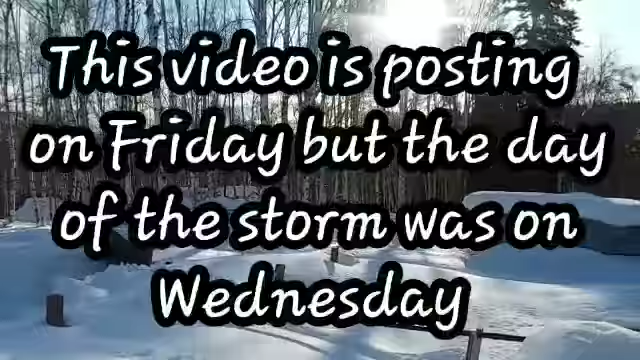 This video is posting
on Friday but the day
of the storm was on
Wednesday